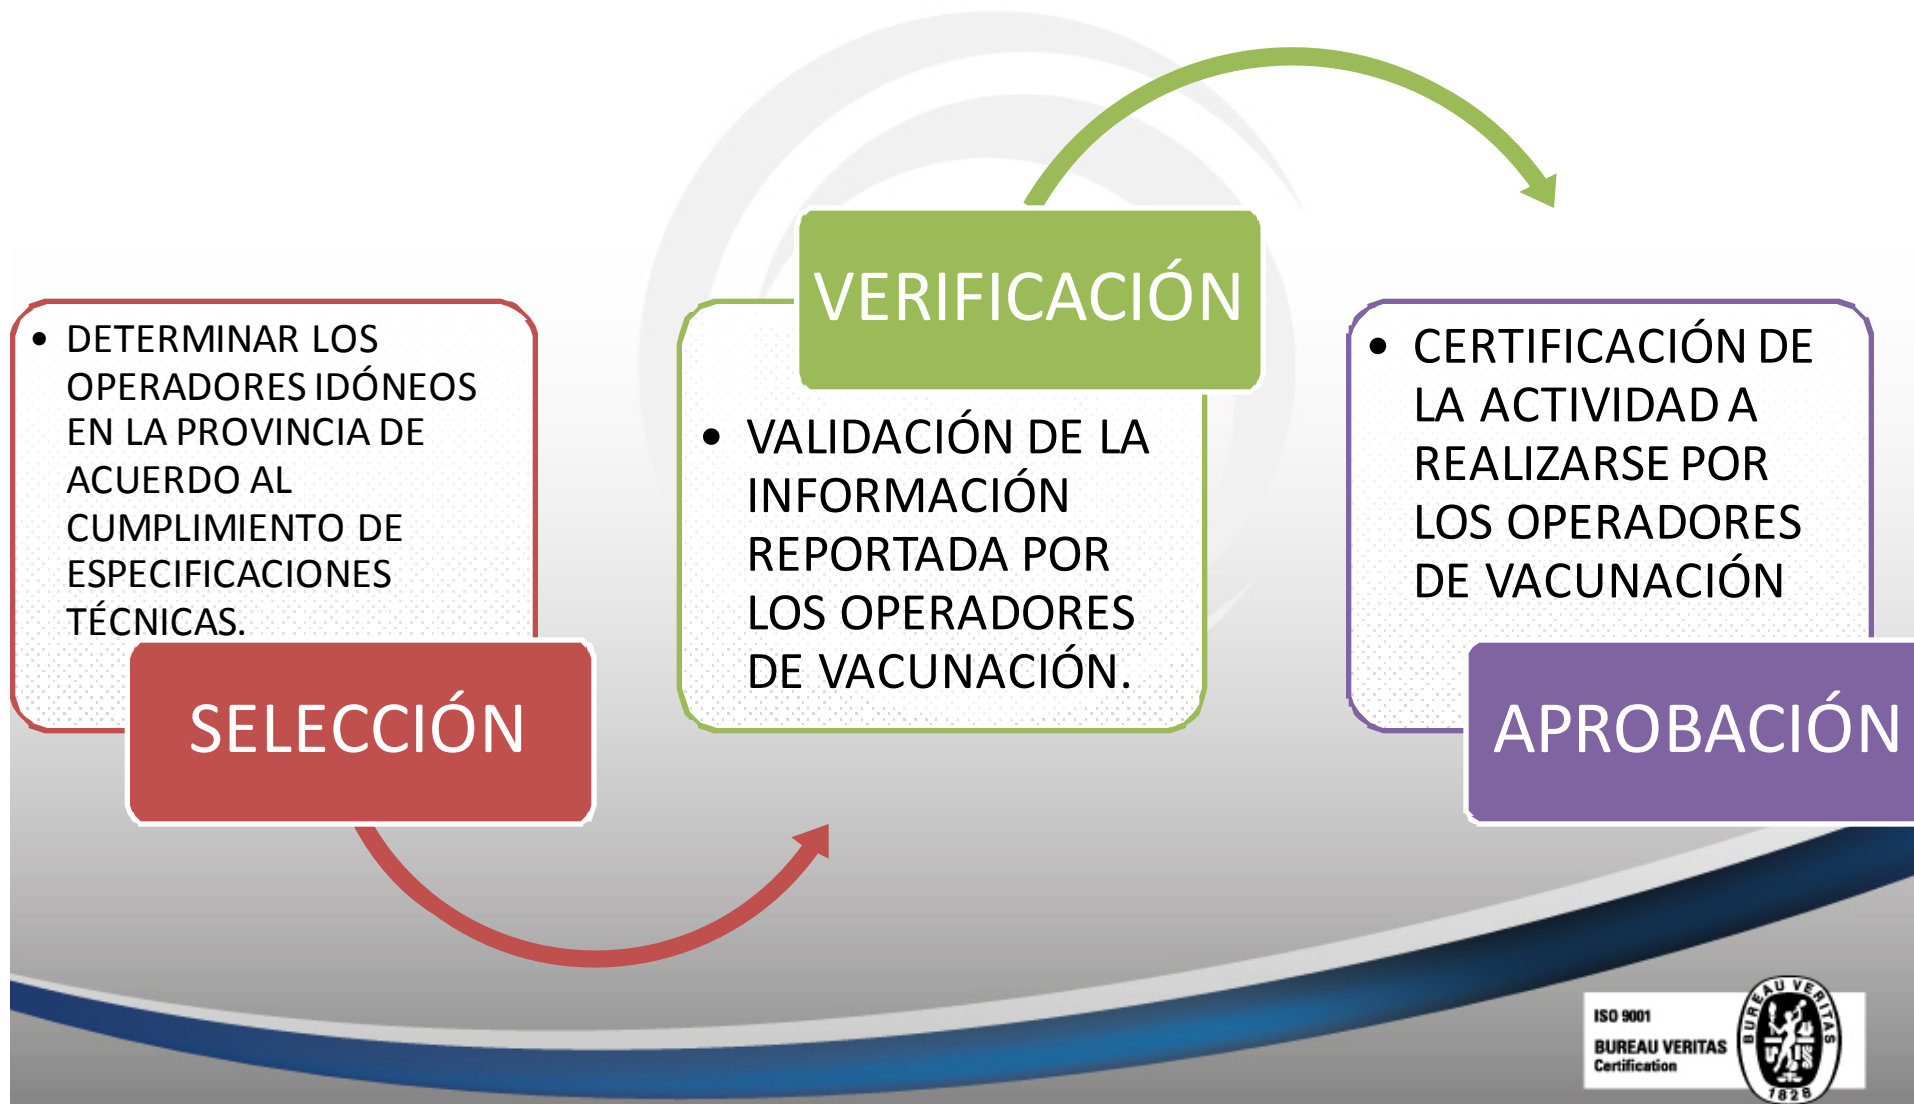 • DETERMINAR LOS
OPERADORES IDÓNEOS
EN LA PROVINCIA DE
ACUERDO AL
CUMPLIMIENTO DE
ESPECIFICACIONES
TÉCNICAS.
SELECCIÓN
VERIFICACIÓN
• VALIDACIÓN DE LA
INFORMACIÓN
REPORTADA POR
LOS OPERADORES
DE VACUNACIÓN.
• CERTIFICACIÓN DE
LA ACTIVIDAD A
REALIZARSE POR
LOS OPERADORES
DE VACUNACIÓN
APROBACIÓN
ISO 9001
BUREAU VERITAS
Certification
BUREAU VERITAS
1828